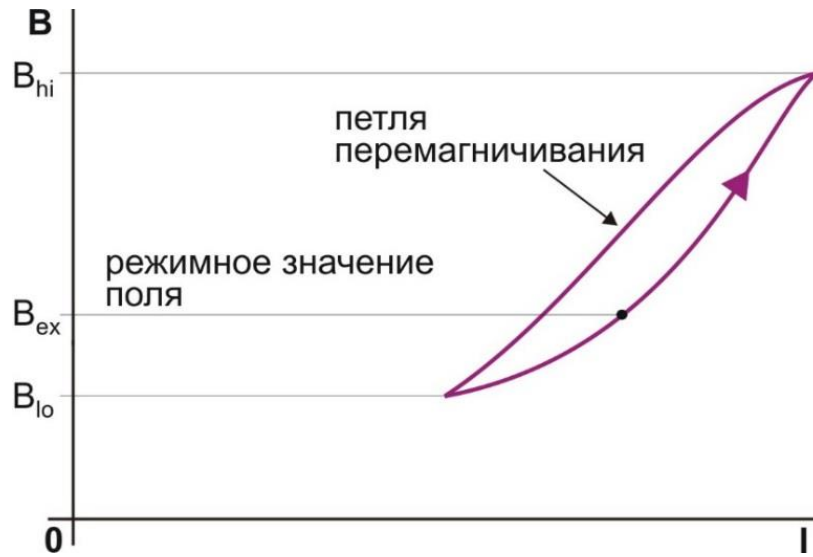 B
B_hi
петля
перемагничивания
режимное значение
поля
B_ex
B_lo
0
I